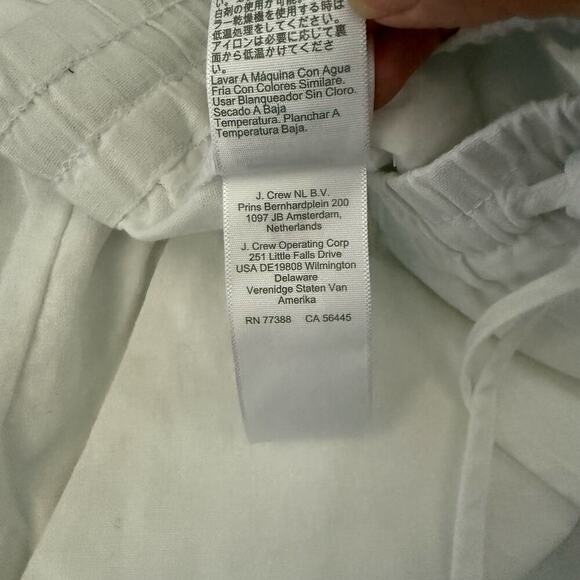 白剤の使用が可能
ラー乾燥機を使用する時は
低温処理をしてください。
アイロンは必要に応じて裏
面から低温かけてくださ
い。
Lavar A Máquina Con Agua
Fría Con Colores Similare.
Usar Blanqueador Sin Cloro.
Secado A Baja
Temperatura. Planchar A
Temperatura Baja.
J. Crew NL B.V.
Prins Bernhardplein 200
1097 JB Amsterdam,
Netherlands
J. Crew Operating Corp
251 Little Falls Drive
USA DE19808 Wilmington
Delaware
Verenidge Staten Van
Amerika
RN 77388 CA 56445